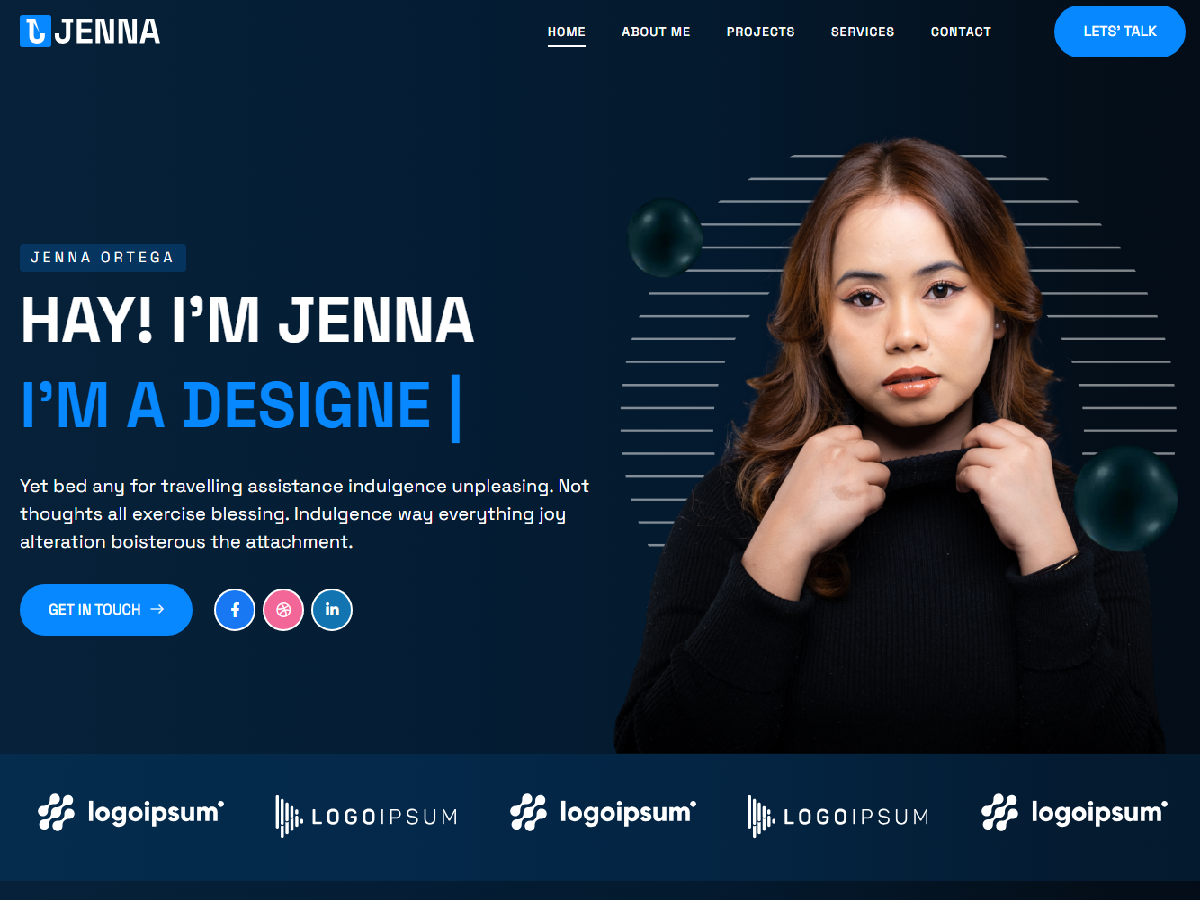 JENNA
HOME ABOUT ME PROJECTS SERVICES CONTACT LETS' TALK
JENNA ORTEGA
HAY! I’M JENNA
I’M A DESIGNE |
Yet bed any for travelling assistance indulgence unpleasing. Not
thoughts all exercise blessing. Indulgence way everything joy
alteration boisterous the attachment.
GET IN TOUCH →
in
logoipsum LOGOIPSUM logoipsum LOGOIPSUM logoipsum